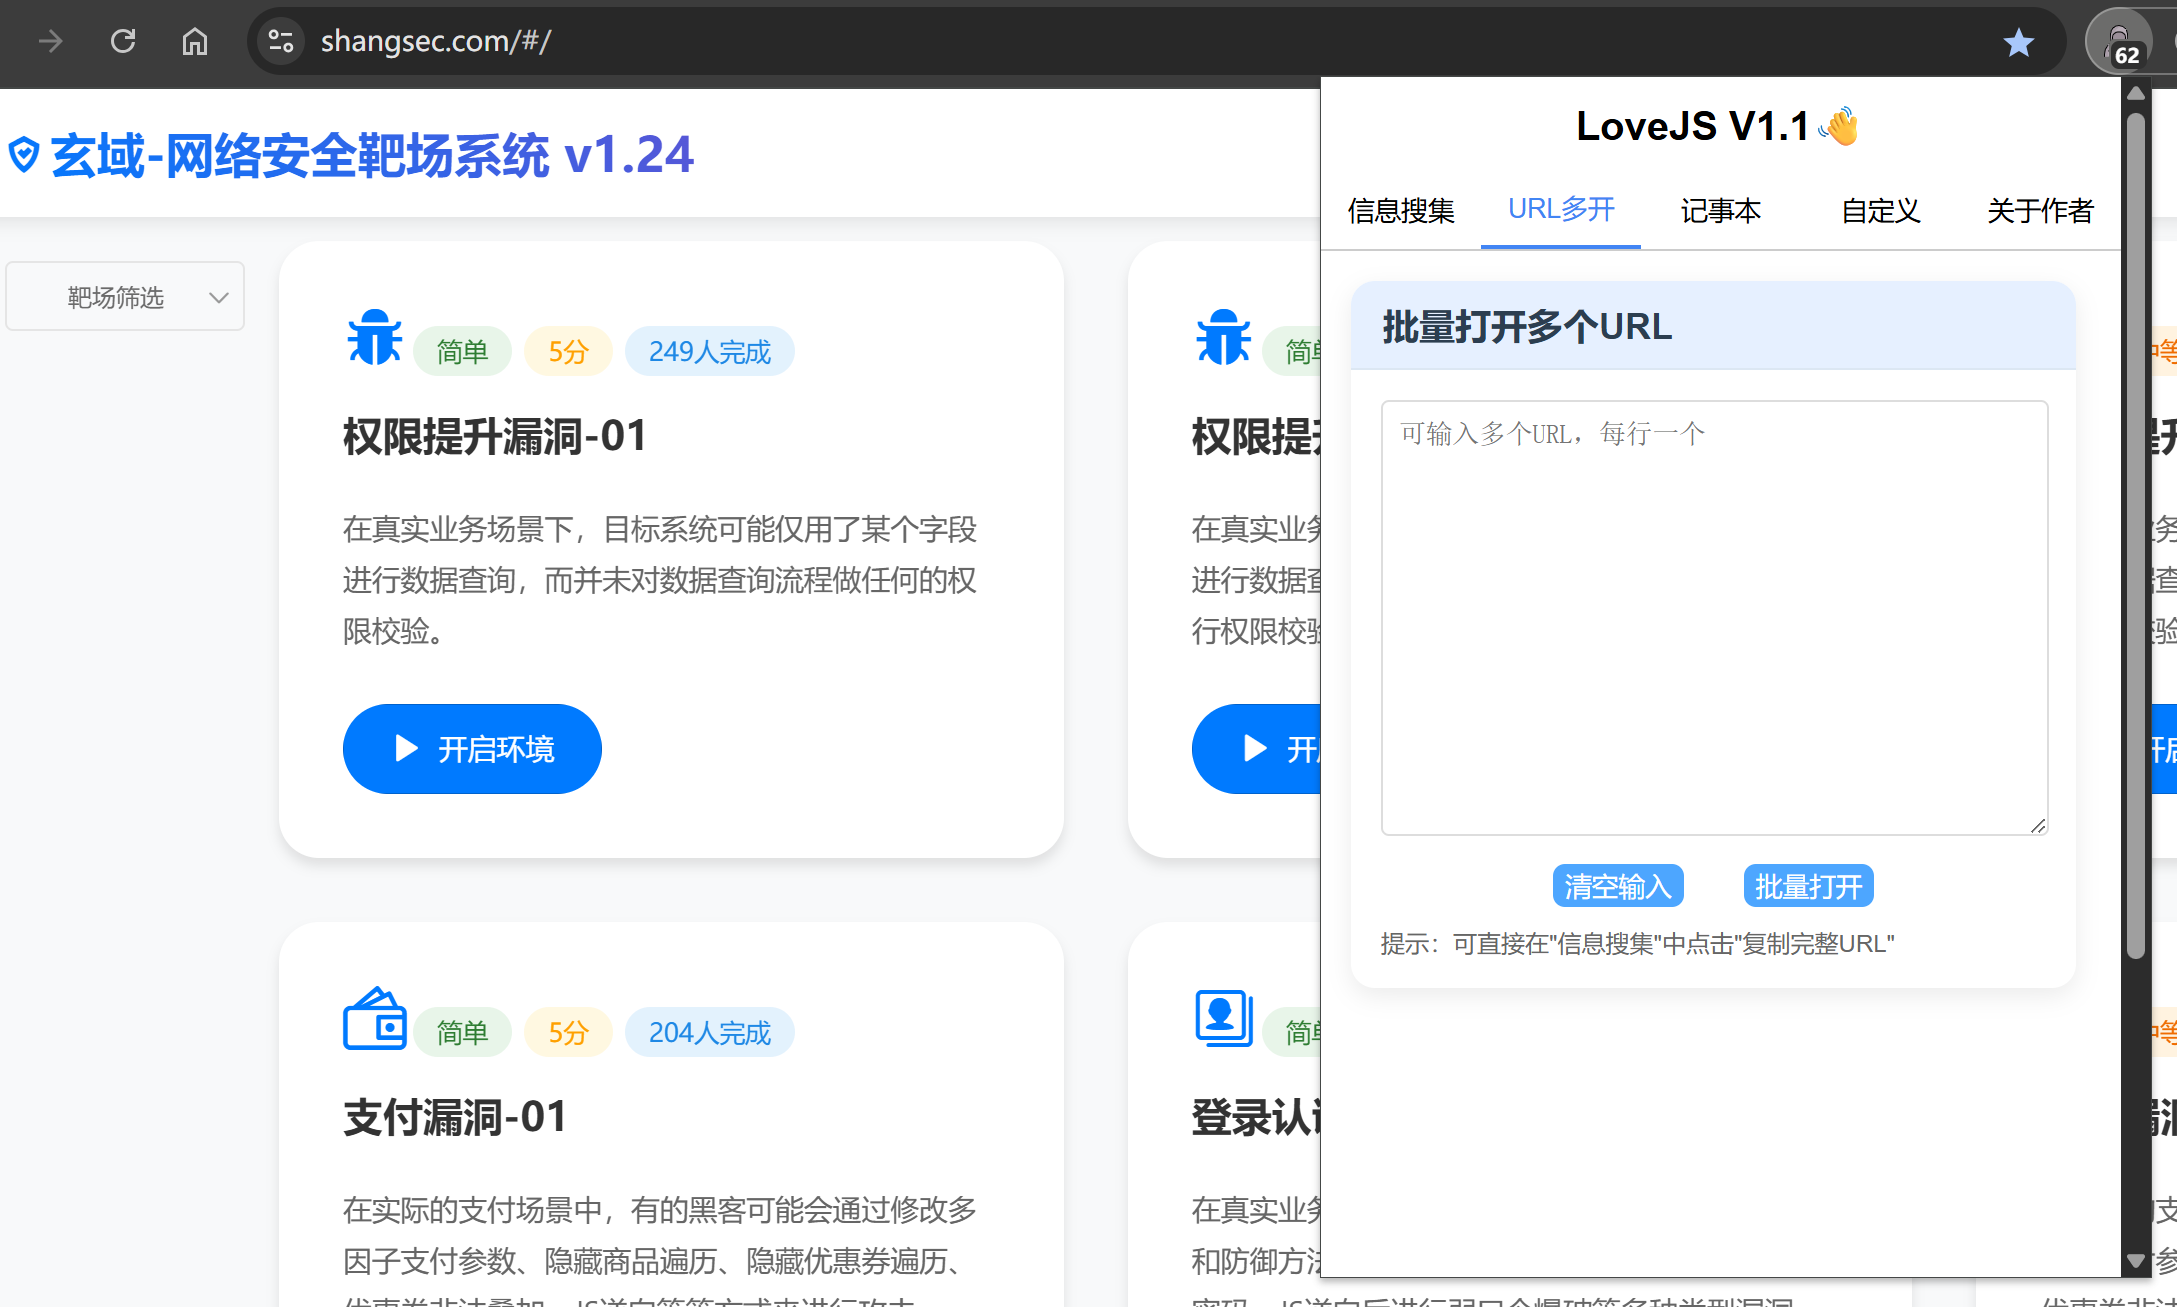 shangsec.com/#/
62
玄域-网络安全靶场系统 v1.24
靶场筛选
简单
5分
249人完成
权限提升漏洞-01
在真实业务场景下，目标系统可能仅用了某个字段
进行数据查询，而并未对数据查询流程做任何的权
限校验。
开启环境
简单
5分
204人完成
支付漏洞-01
在实际的支付场景中，有的黑客可能会通过修改多
因子支付参数、隐藏商品遍历、隐藏优惠券遍历、
权限提
在真实业务
进行数据查
行权限校验
登录认
在真实业务
和防御方法
LoveJS V1.1
信息搜集
URL多开
记事本
自定义
关于作者
批量打开多个URL
可输入多个URL，每行一个
清空输入
批量打开
提示：可直接在"信息搜集"中点击"复制完整URL"